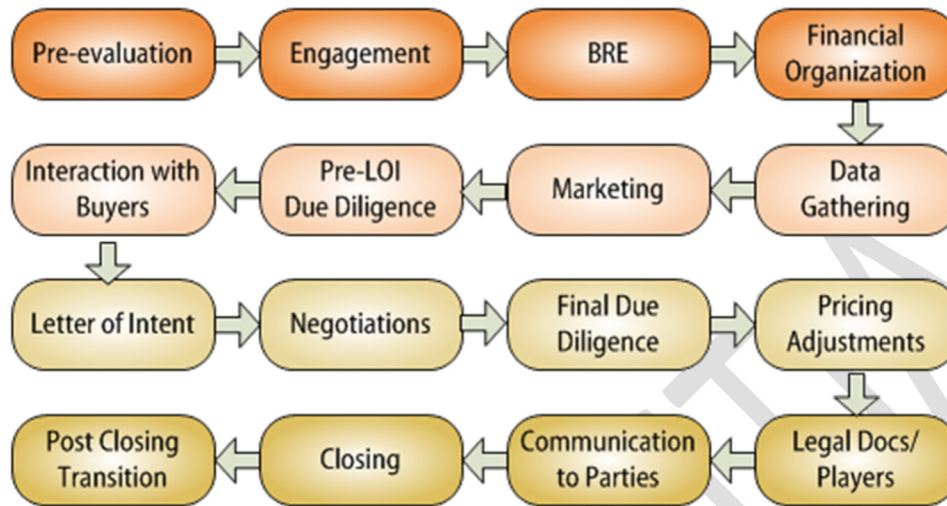 Pre-evaluation
Engagement
BRE
Financial
Organization
Interaction with
Buyers
Pre-LOI
Due Diligence
Marketing
Data
Gathering
Letter of Intent
Negotiations
Final Due
Diligence
Pricing
Adjustments
Post Closing
Transition
Closing
Communication
to Parties
Legal Docs/
Players